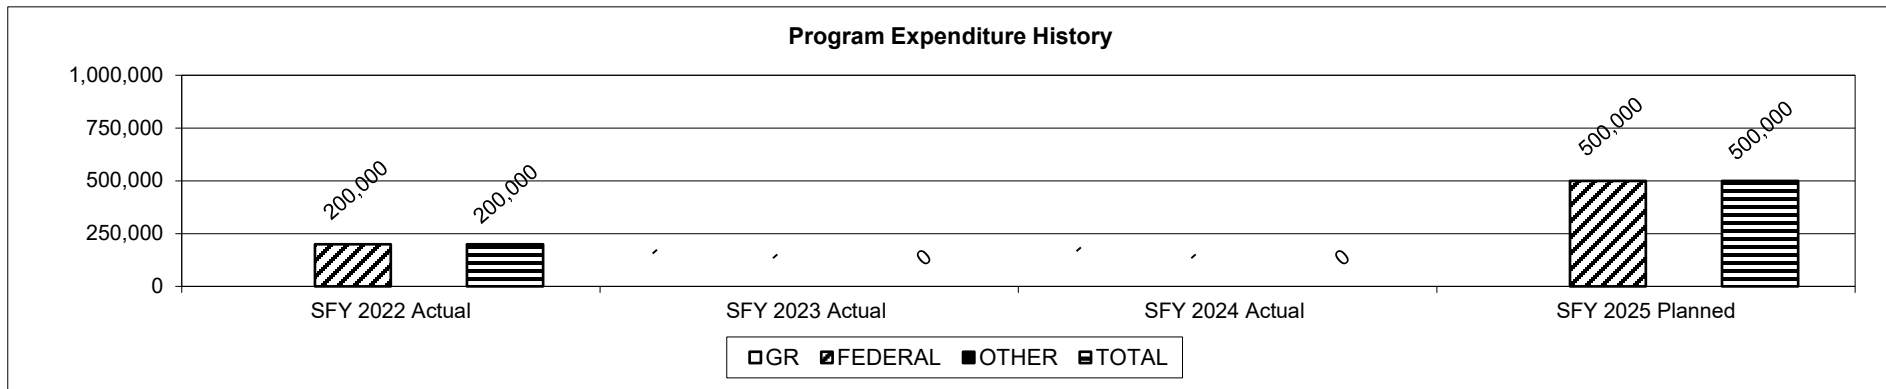 Program Expenditure History
1,000,000
750,000
500,000
250,000
0
200,000
200,000
-
-
0
-
-
0
500,000
500,000
SFY 2022 Actual
SFY 2023 Actual
SFY 2024 Actual
SFY 2025 Planned
GR FEDERAL OTHER TOTAL